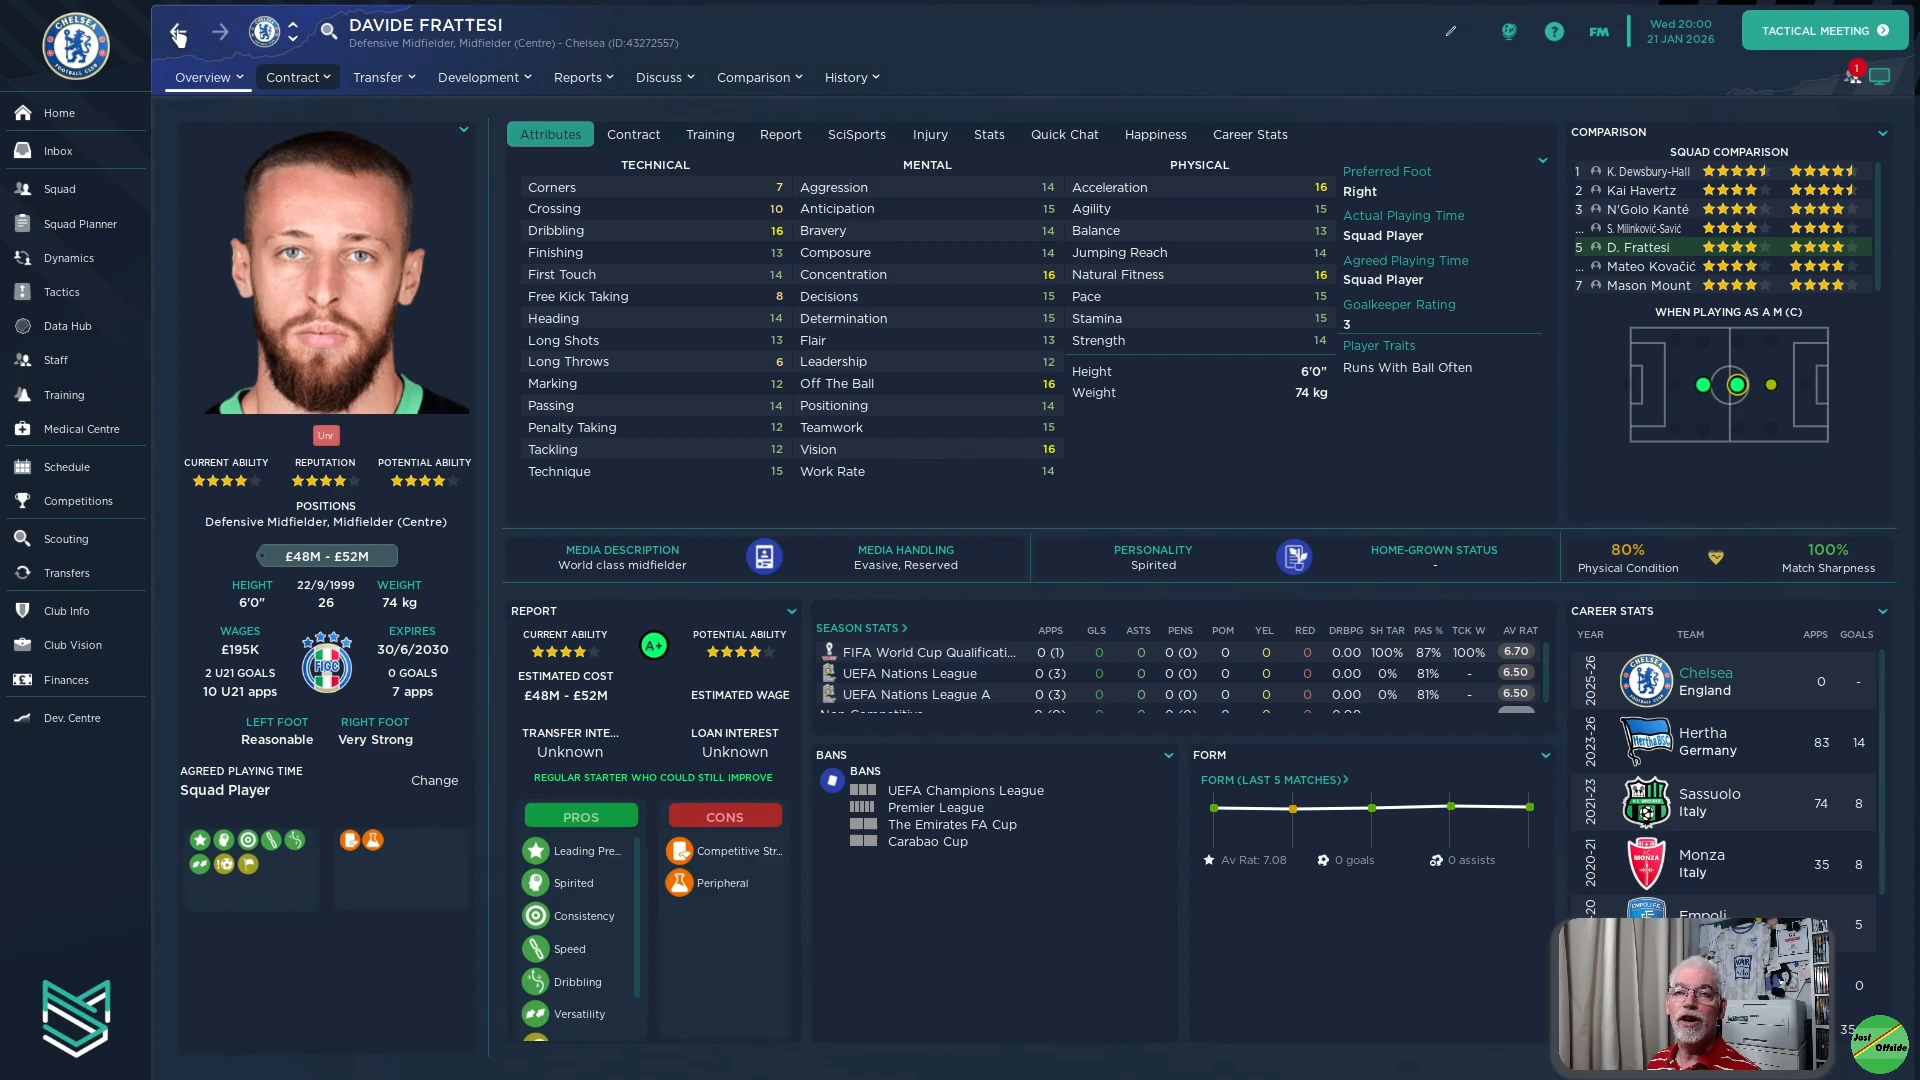 DAVIDE FRATTESI
Defensive Midfielder, Midfielder (Centre) - Chelsea (ID:43272557)
FM
Wed 20:00
21 JAN 2026
TACTICAL MEETING
1
Overview
Contract
Transfer
Development
Reports
Discuss
Comparison
History
Home
Inbox
Squad
Squad Planner
Dynamics
Tactics
Data Hub
Staff
Training
Medical Centre
Schedule
Competitions
Scouting
Transfers
Club Info
Club Vision
Finances
Dev. Centre
Unr
CURRENT ABILITY REPUTATION POTENTIAL ABILITY
POSITIONS
Defensive Midfielder, Midfielder (Centre)
£48M - £52M
HEIGHT 22/9/1999 WEIGHT
6'0" 26 74 kg
WAGES EXPIRES
£195K 30/6/2030
2 U21 GOALS 0 GOALS
10 U21 apps 7 apps
FIGC
LEFT FOOT RIGHT FOOT
Reasonable Very Strong
AGREED PLAYING TIME
Squad Player
Change
Attributes Contract Training Report SciSports Injury Stats Quick Chat Happiness Career Stats
TECHNICAL MENTAL PHYSICAL
Corners 7 Aggression 14 Acceleration 16
Crossing 10 Anticipation 15 Agility 15
Dribbling 16 Bravery 14 Balance 13
Finishing 13 Composure 14 Jumping Reach 14
First Touch 14 Concentration 16 Natural Fitness 16
Free Kick Taking 8 Decisions 15 Pace 15
Heading 14 Determination 15 Stamina 15
Long Shots 13 Flair 13 Strength 14
Long Throws 6 Leadership 12
Marking 12 Off The Ball 16 Height 6'0"
Passing 14 Positioning 14 Weight 74 kg
Penalty Taking 12 Teamwork 15
Tackling 12 Vision 16
Technique 15 Work Rate 14
Preferred Foot
Right
Actual Playing Time
Squad Player
Agreed Playing Time
Squad Player
Goalkeeper Rating
3
Player Traits
Runs With Ball Often
COMPARISON
SQUAD COMPARISON
1 K. Dewsbury-Hall
2 Kai Havertz
3 N'Golo Kanté
... S. Milinković-Savić
5 D. Frattesi
... Mateo Kovačić
7 Mason Mount
WHEN PLAYING AS A M (C)
MEDIA DESCRIPTION
World class midfielder
MEDIA HANDLING
Evasive, Reserved
PERSONALITY
Spirited
HOME-GROWN STATUS
-
80%
Physical Condition
100%
Match Sharpness
REPORT
CURRENT ABILITY A+ POTENTIAL ABILITY
ESTIMATED COST
£48M - £52M
ESTIMATED WAGE
TRANSFER INTE... LOAN INTEREST
Unknown Unknown
REGULAR STARTER WHO COULD STILL IMPROVE
PROS CONS
Leading Pre... Competitive Str...
Spirited Peripheral
Consistency
Speed
Dribbling
Versatility
SEASON STATS APPS GLS ASTS PENS POM YEL RED DRBPG SH TAR PAS % TCK W AV RAT
FIFA World Cup Qualificati... 0 (1) 0 0 0 (0) 0 0 0 0.00 100% 87% 100% 6.70
UEFA Nations League 0 (3) 0 0 0 (0) 0 0 0 0.00 0% 81% - 6.50
UEFA Nations League A 0 (3) 0 0 0 (0) 0 0 0 0.00 0% 81% - 6.50
BANS
BANS
UEFA Champions League
Premier League
The Emirates FA Cup
Carabao Cup
FORM
FORM (LAST 5 MATCHES)
Av Rat: 7.08 0 goals 0 assists
CAREER STATS
YEAR TEAM APPS GOALS
2025-26 Chelsea England 0 -
2023-26 Hertha Germany 83 14
2021-23 Sassuolo Italy 74 8
2020-21 Monza Italy 35 8
-20 Empoli 5
0
35
Just Offside